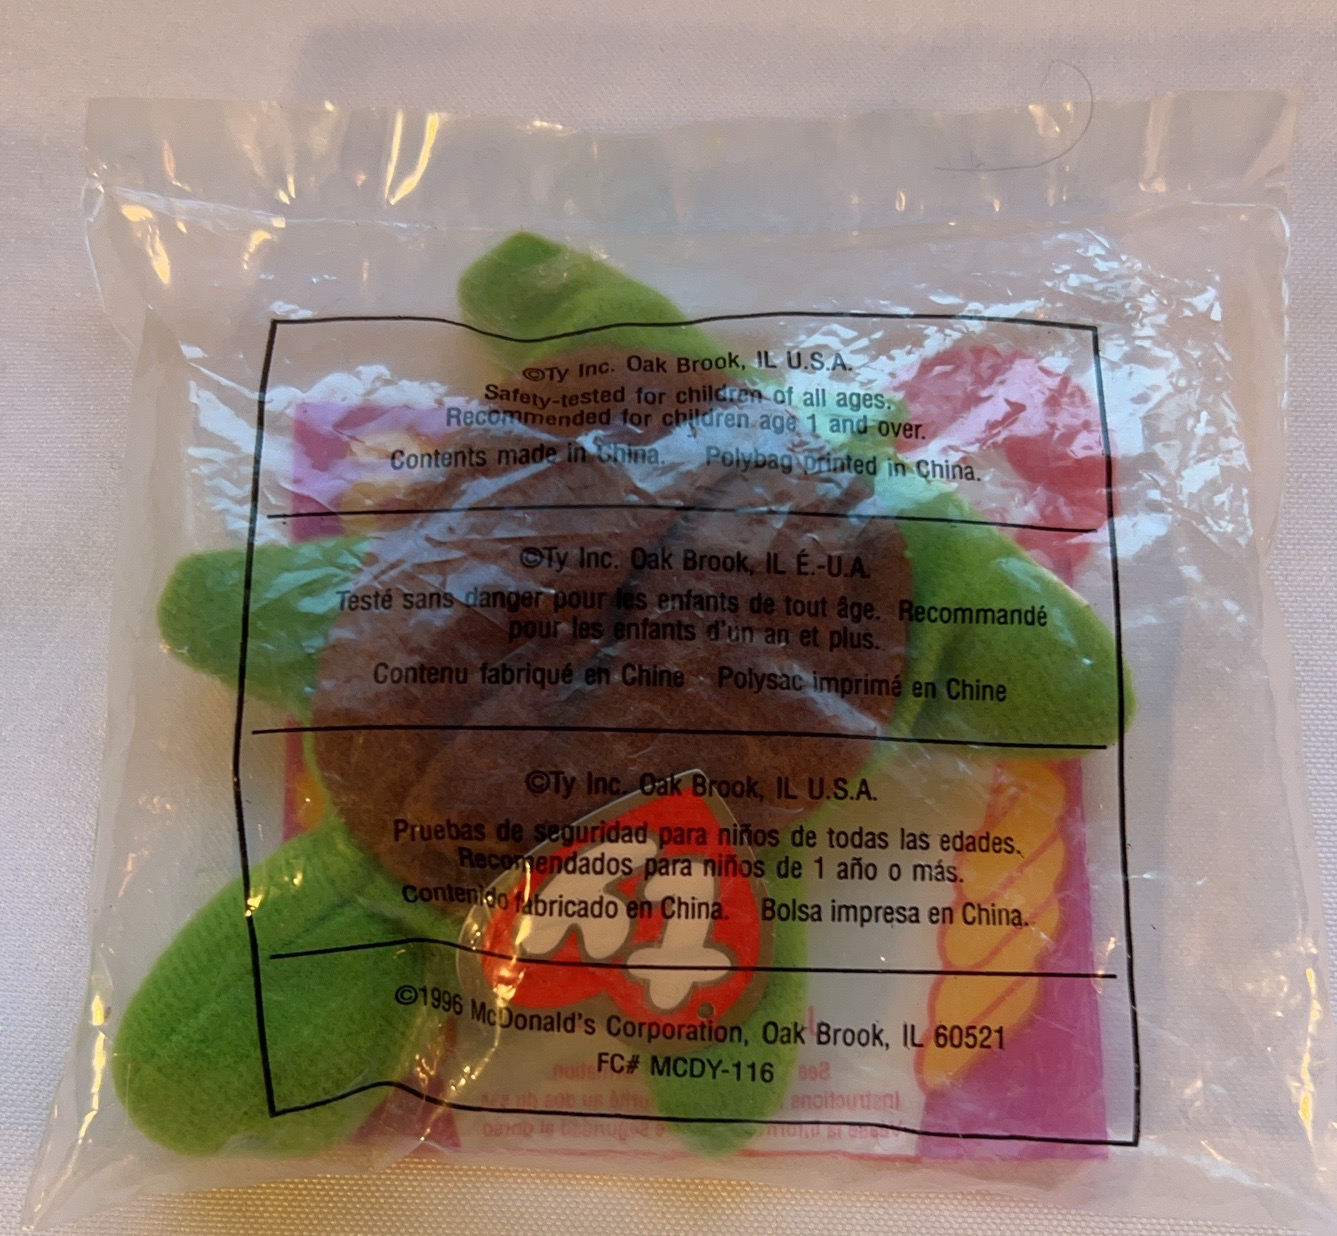 ©Ty Inc. Oak Brook, IL U.S.A.
Safety-tested for children of all ages.
Recommended for children age 1 and over.
Contents made in China. Polybag printed in China.
©Ty Inc. Oak Brook, IL É.-U.A.
Testé sans danger pour les enfants de tout âge. Recommandé
pour les enfants d'un an et plus.
Contenu fabriqué en Chine Polysac imprimé en Chine
©Ty Inc. Oak Brook, IL U.S.A.
Pruebas de seguridad para niños de todas las edades.
Recomendados para niños de 1 año o más.
Contenido fabricado en China. Bolsa impresa en China.
ty
©1996 McDonald's Corporation, Oak Brook, IL 60521
FC# MCDY-116
See
Instructions